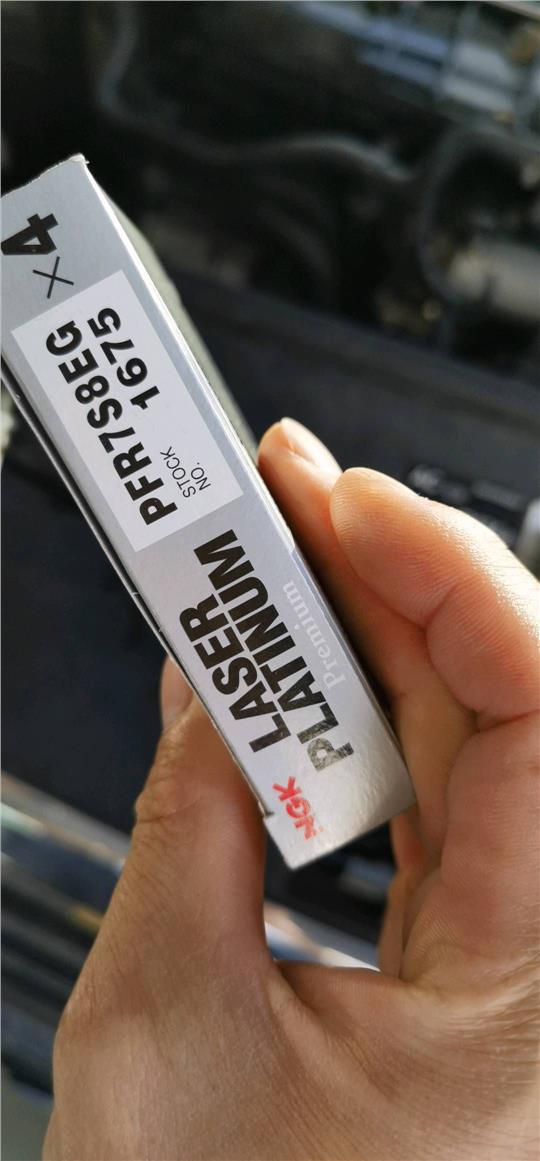 NGK
LASER
PLATINUM
Premium
PFR7S8EG
STOCK
NO. 1675
×4